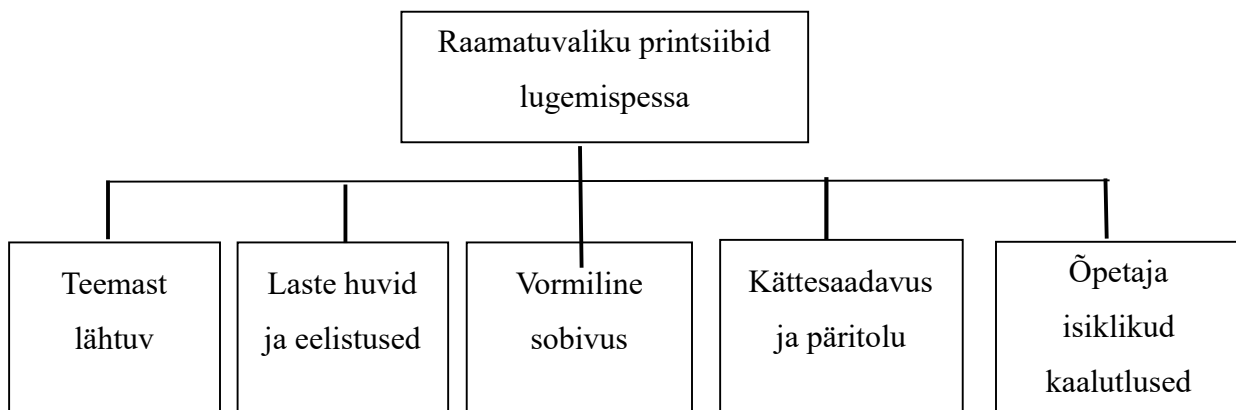 Raamatuvaliku printsiibid
lugemispessa
Teemast
lähtuv
Laste huvid
ja eelistused
Vormiline
sobivus
Kättesaadavus
ja päritolu
Õpetaja
isiklikud
kaalutlused